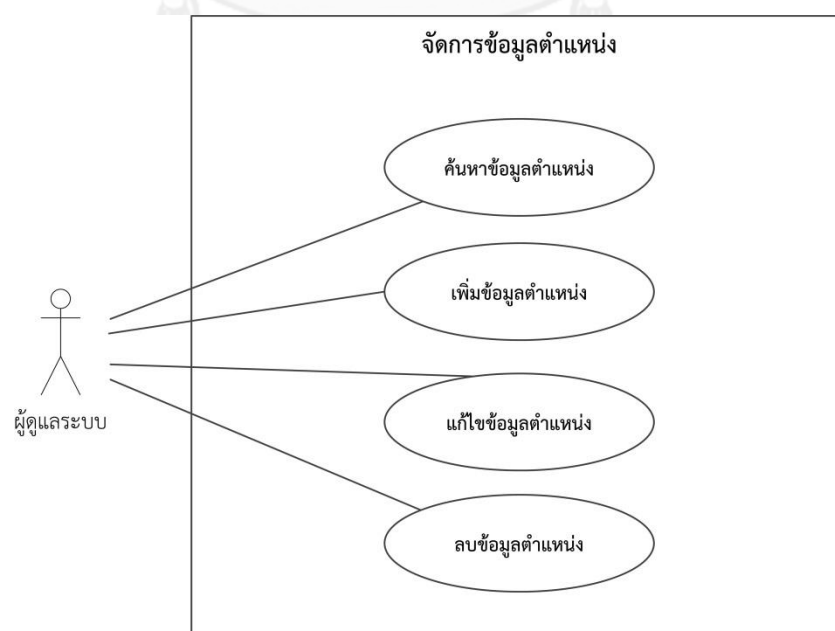 จัดการข้อมูลตำแหน่ง
ค้นหาข้อมูลตำแหน่ง
เพิ่มข้อมูลตำแหน่ง
แก้ไขข้อมูลตำแหน่ง
ผู้ดูแลระบบ
ลบข้อมูลตำแหน่ง